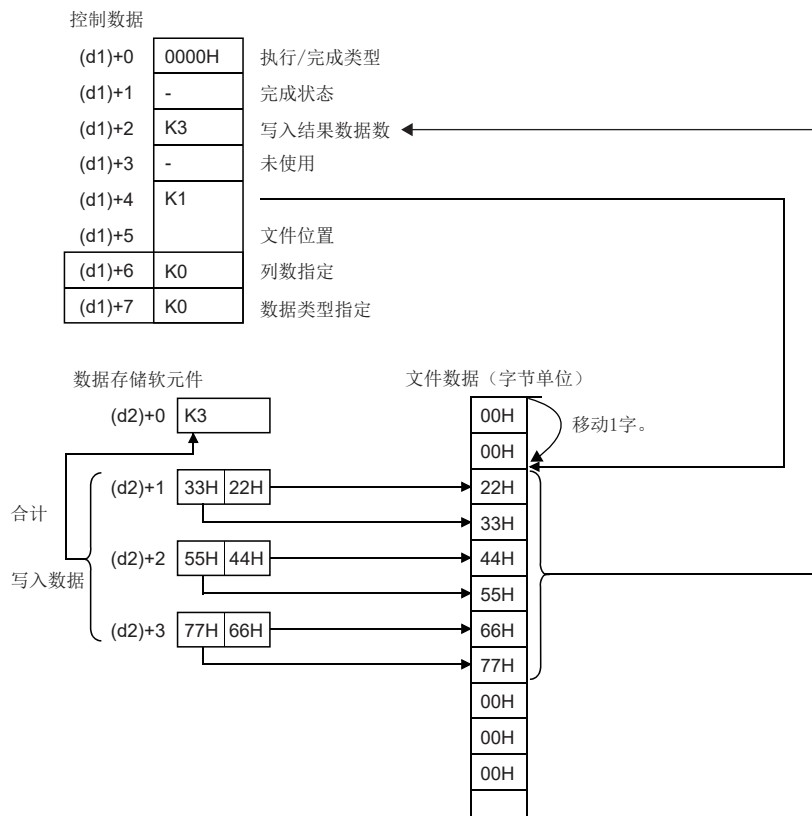 控制数据
(d1)+0 0000H 执行/完成类型
(d1)+1 - 完成状态
(d1)+2 K3 写入结果数据数
(d1)+3 - 未使用
(d1)+4 K1
(d1)+5 文件位置
(d1)+6 K0 列数指定
(d1)+7 K0 数据类型指定
数据存储软元件 文件数据（字节单位）
(d2)+0 K3 00H
移动1字。
00H
(d2)+1 33H 22H 22H
合计
33H
(d2)+2 55H 44H 44H
写入数据
55H
(d2)+3 77H 66H 66H
77H
00H
00H
00H